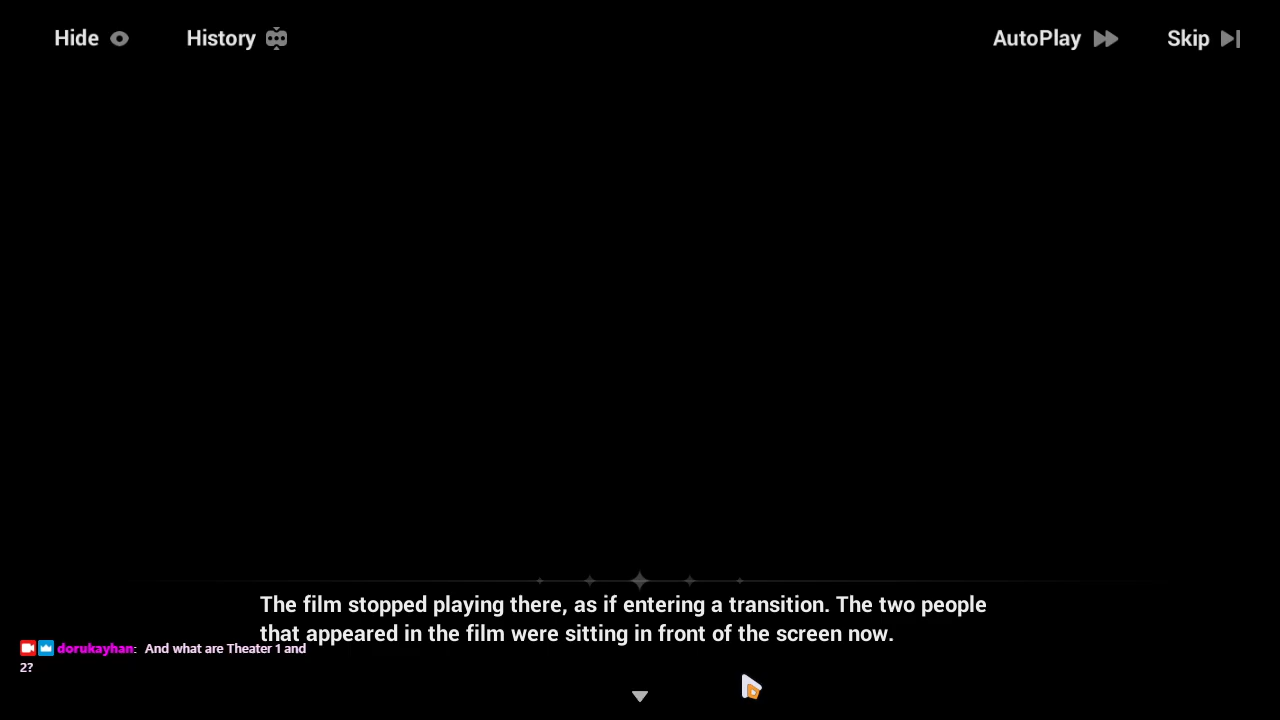 Hide
History
AutoPlay
Skip
The film stopped playing there, as if entering a transition. The two people
that appeared in the film were sitting in front of the screen now.
dorukayhan: And what are Theater 1 and
2?